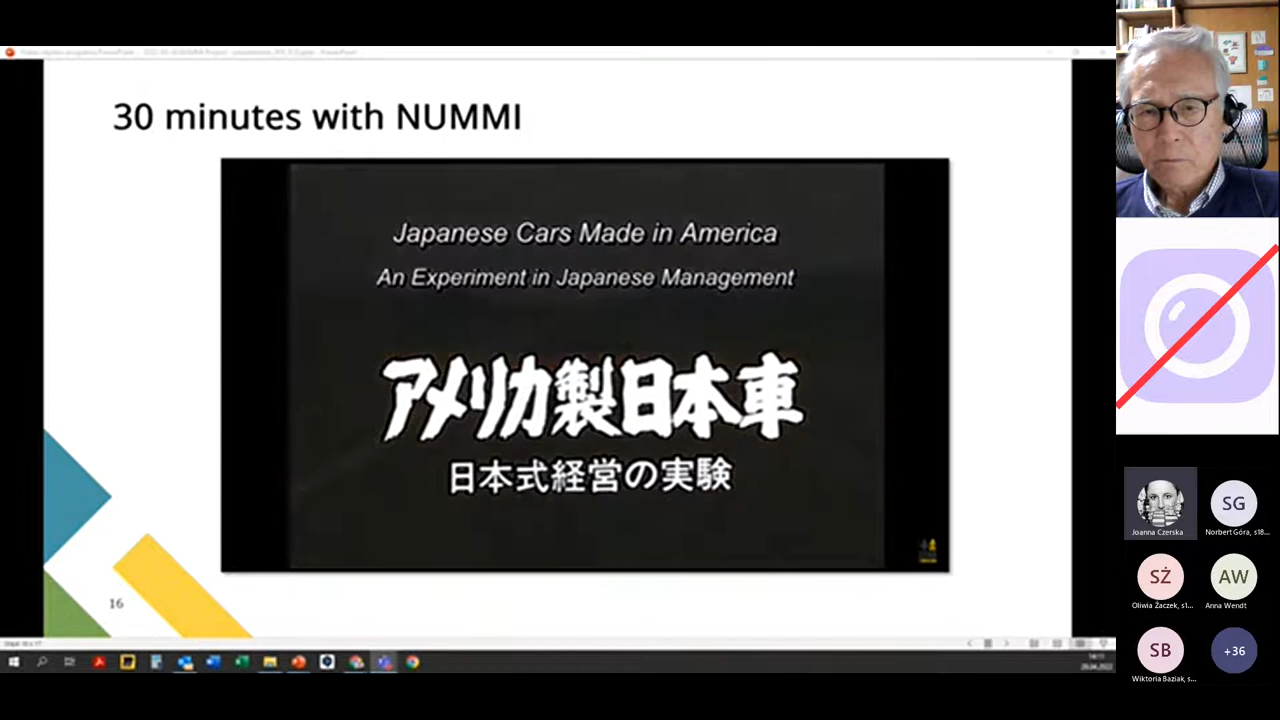 30 minutes with NUMMI
Japanese Cars Made in America
An Experiment in Japanese Management
アメリカ製日本車
日本式経営の実験
16
Joanna Czerska
SG
Norbert Góra, s18...
SŻ
Oliwia Żaczek, s1...
AW
Anna Wendt
SB
Wiktoria Baziak, s...
+36